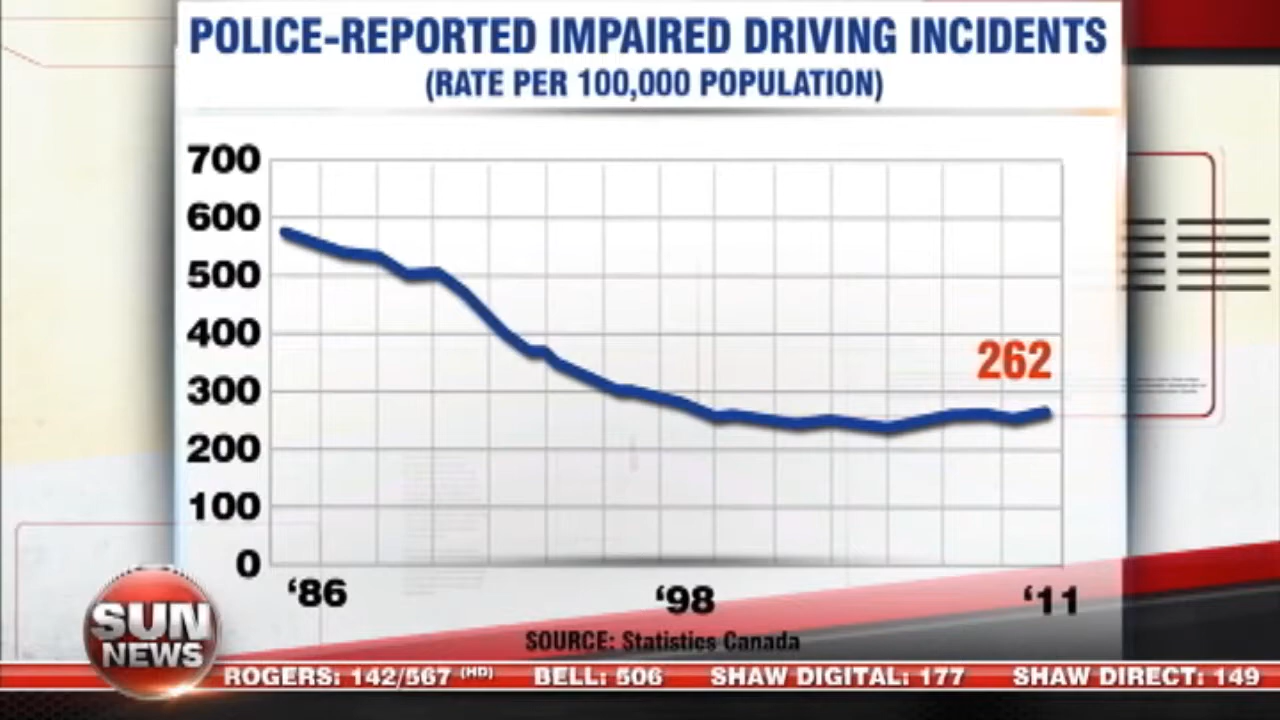 POLICE-REPORTED IMPAIRED DRIVING INCIDENTS
(RATE PER 100,000 POPULATION)
700
600
500
400
300
200
100
0
262
‘86
‘98
‘11
SOURCE: Statistics Canada
SUN
NEWS
ROGERS: 142/567 (HD) BELL: 506 SHAW DIGITAL: 177 SHAW DIRECT: 149